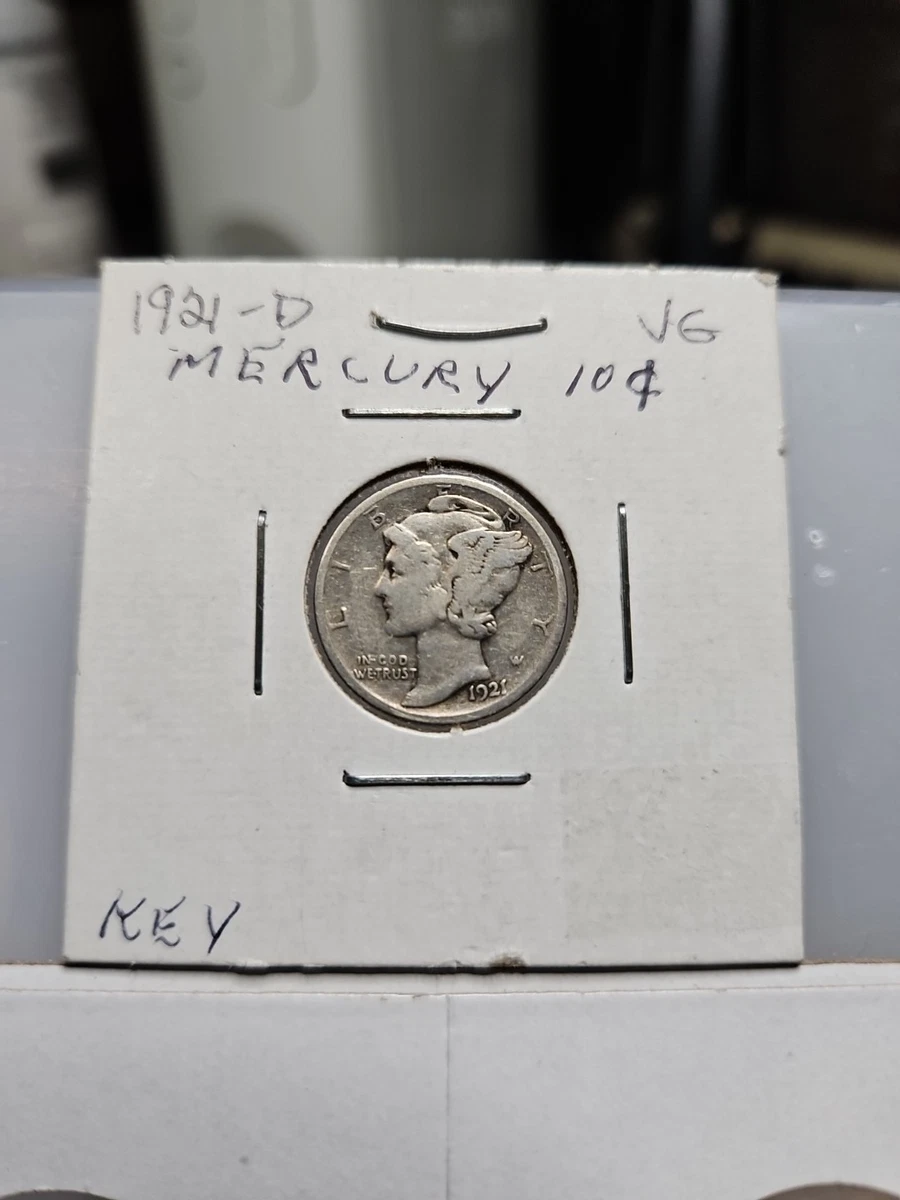 1921-D VG
MERCURY 10¢
LIBERTY
IN GOD
WE TRUST
W
1921
KEY